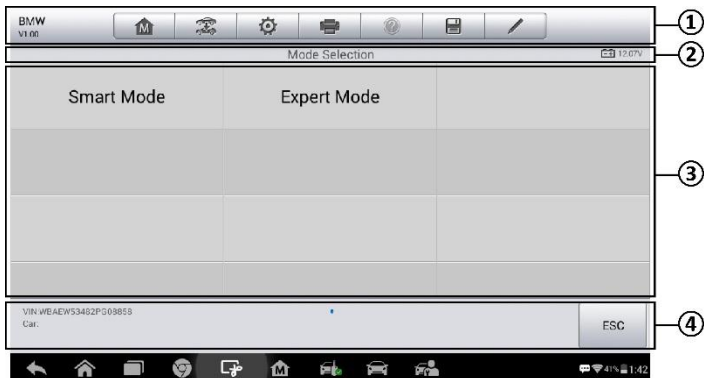 BMW
V1.00
①
Mode Selection
12.07V
②
Smart Mode
Expert Mode
③
VIN:WBAEW53482PG08858
Car:
ESC
④
41%
1:42